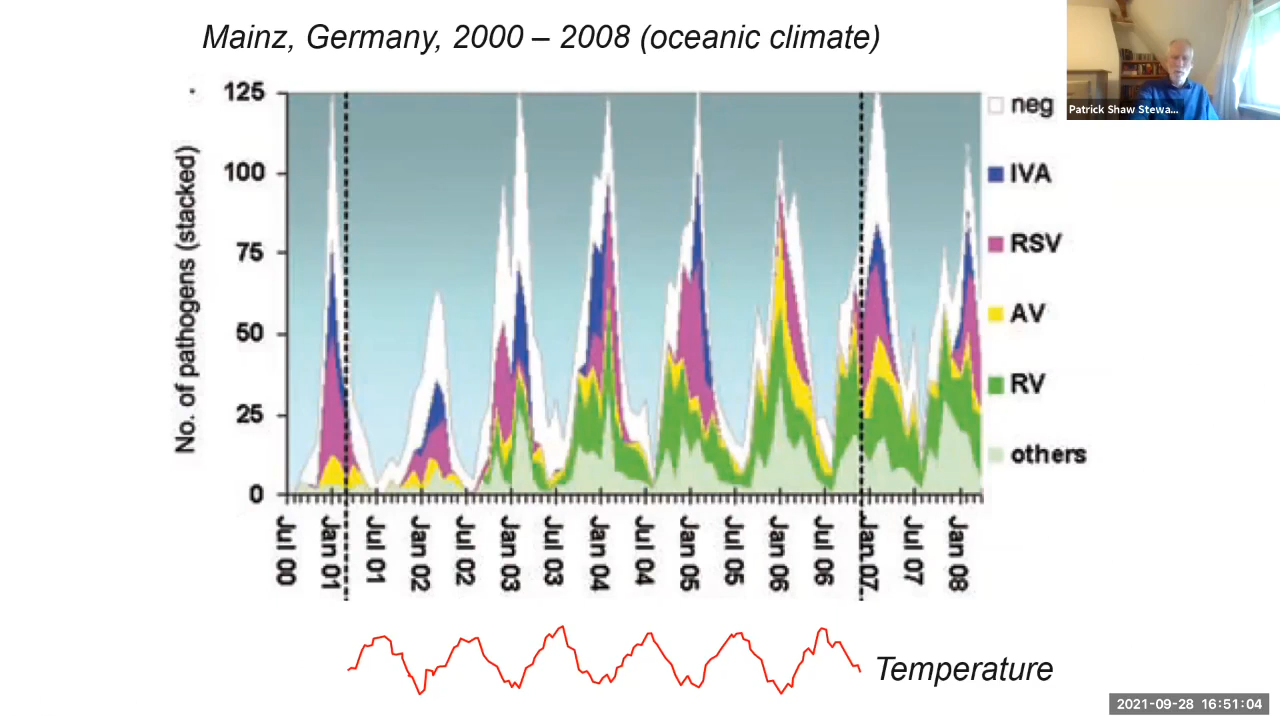 Mainz, Germany, 2000 – 2008 (oceanic climate)
Patrick Shaw Stewa...
No. of pathogens (stacked)
125
100
75
50
25
0
neg
IVA
RSV
AV
RV
others
Jul 00
Jan 01
Jul 01
Jan 02
Jul 02
Jan 03
Jul 03
Jan 04
Jul 04
Jan 05
Jul 05
Jan 06
Jul 06
Jan 07
Jul 07
Jan 08
Temperature
2021-09-28 16:51:04